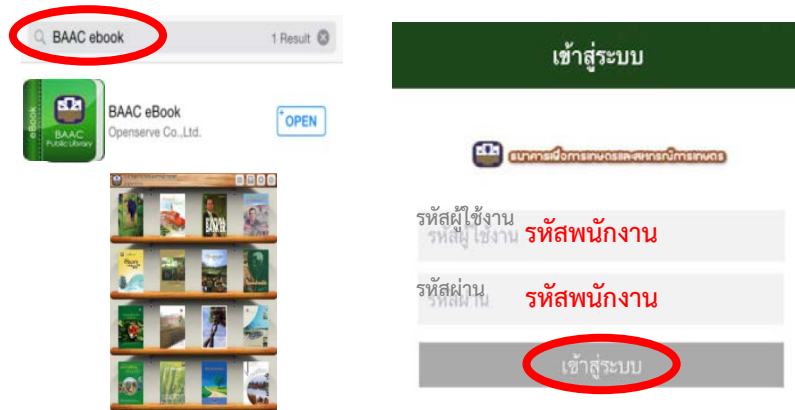 BAAC ebook
1 Result
eBook
BAAC
Public Library
BAAC eBook
Openserve Co.,Ltd.
OPEN
BANKER
เข้าสู่ระบบ
ธนาคารเพื่อการเกษตรและสหกรณ์การเกษตร
รหัสผู้ใช้งาน
รหัสผู้ใช้งาน รหัสพนักงาน
รหัสผ่าน
รหัสผ่าน รหัสพนักงาน
เข้าสู่ระบบ